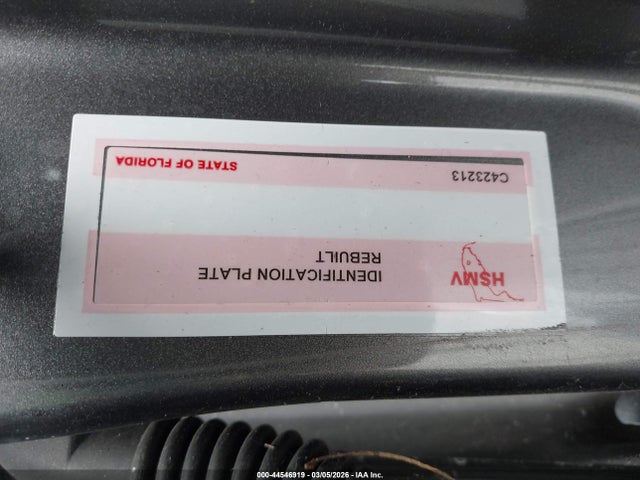 HSMV
IDENTIFICATION PLATE
REBUILT
C423213
STATE OF FLORIDA
000-44546919 • 03/05/2026 • IAA Inc.